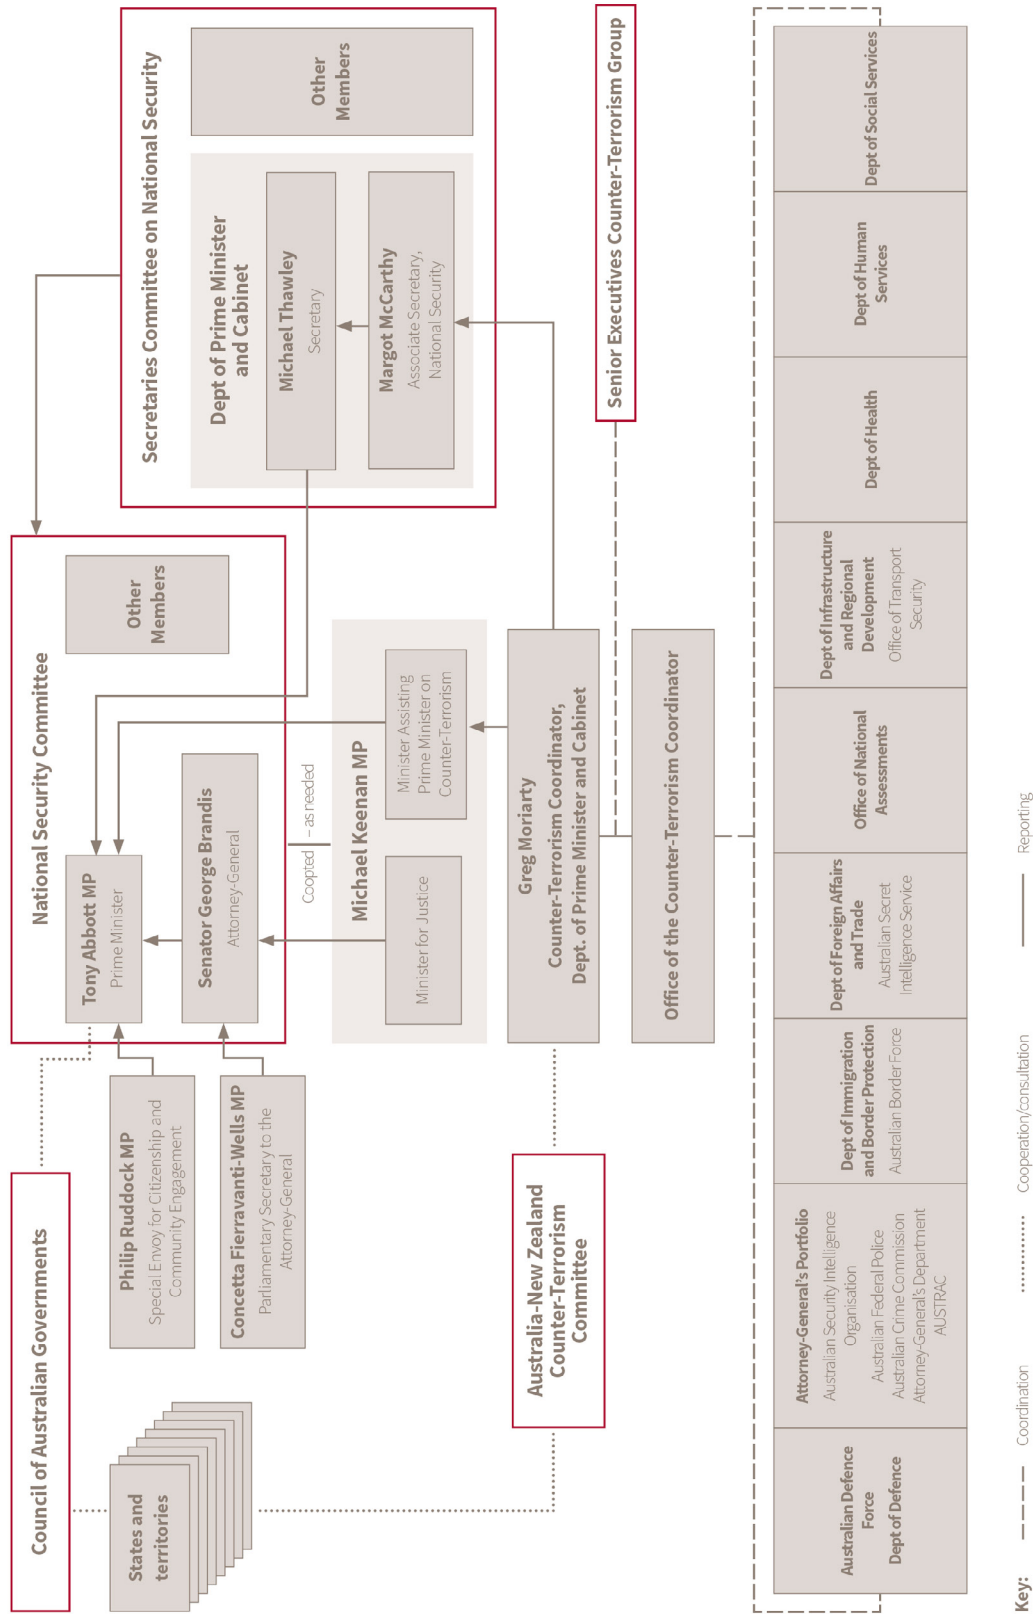 Council of Australian Governments
States and
territories
Philip Ruddock MP
Special Envoy for Citizenship and
Community Engagement
Concetta Fierravanti-Wells MP
Parliamentary Secretary to the
Attorney-General
Australia-New Zealand
Counter-Terrorism
Committee
National Security Committee
Tony Abbott MP
Prime Minister
Other
Members
Senator George Brandis
Attorney-General
Coopted – as needed
Michael Keenan MP
Minister for Justice
Minister Assisting
Prime Minister on
Counter-Terrorism
Greg Moriarty
Counter-Terrorism Coordinator,
Dept. of Prime Minister and Cabinet
Office of the Counter-Terrorism Coordinator
Secretaries Committee on National Security
Dept of Prime Minister
and Cabinet
Michael Thawley
Secretary
Margot McCarthy
Associate Secretary,
National Security
Other
Members
Senior Executives Counter-Terrorism Group
Australian Defence
Force
Dept of Defence
Attorney-General's Portfolio
Australian Security Intelligence
Organisation
Australian Federal Police
Australian Crime Commission
Attorney-General's Department
AUSTRAC
Dept of Immigration
and Border Protection
Australian Border Force
Dept of Foreign Affairs
and Trade
Australian Secret
Intelligence Service
Office of National
Assessments
Dept of Infrastructure
and Regional
Development
Office of Transport
Security
Dept of Health
Dept of Human
Services
Dept of Social Services
Key:
Coordination
Cooperation/consultation
Reporting